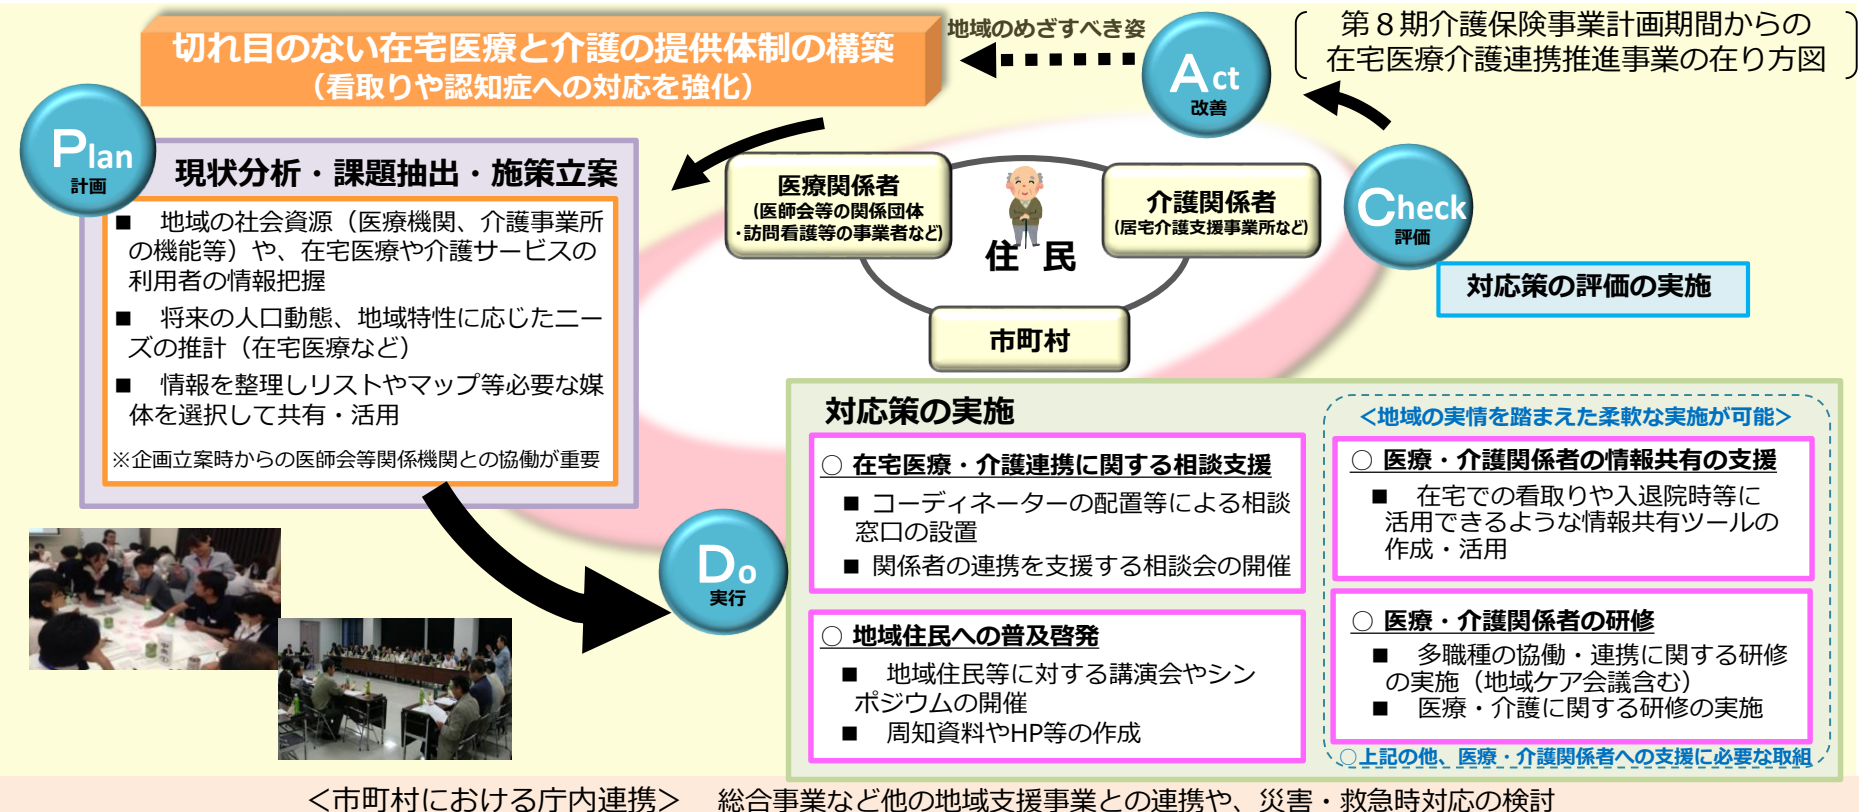 切れ目のない在宅医療と介護の提供体制の構築
（看取りや認知症への対応を強化）
地域のめざすべき姿
Act
改善
第８期介護保険事業計画期間からの
在宅医療介護連携推進事業の在り方図
Plan
計画
現状分析・課題抽出・施策立案
■ 地域の社会資源（医療機関、介護事業所
の機能等）や、在宅医療や介護サービスの
利用者の情報把握
■ 将来の人口動態、地域特性に応じたニー
ズの推計（在宅医療など）
■ 情報を整理しリストやマップ等必要な媒
体を選択して共有・活用
※企画立案時からの医師会等関係機関との協働が重要
医療関係者
(医師会等の関係団体
・訪問看護等の事業者など)
介護関係者
(居宅介護支援事業所など)
住 民
市町村
Check
評価
対応策の評価の実施
Do
実行
対応策の実施
○ 在宅医療・介護連携に関する相談支援
■ コーディネーターの配置等による相談
窓口の設置
■ 関係者の連携を支援する相談会の開催
○ 地域住民への普及啓発
■ 地域住民等に対する講演会やシン
ポジウムの開催
■ 周知資料やHP等の作成
＜地域の実情を踏まえた柔軟な実施が可能＞
○ 医療・介護関係者の情報共有の支援
■ 在宅での看取りや入退院時等に
活用できるような情報共有ツールの
作成・活用
○ 医療・介護関係者の研修
■ 多職種の協働・連携に関する研修
の実施（地域ケア会議含む）
■ 医療・介護に関する研修の実施
○上記の他、医療・介護関係者への支援に必要な取組
＜市町村における庁内連携＞ 総合事業など他の地域支援事業との連携や、災害・救急時対応の検討